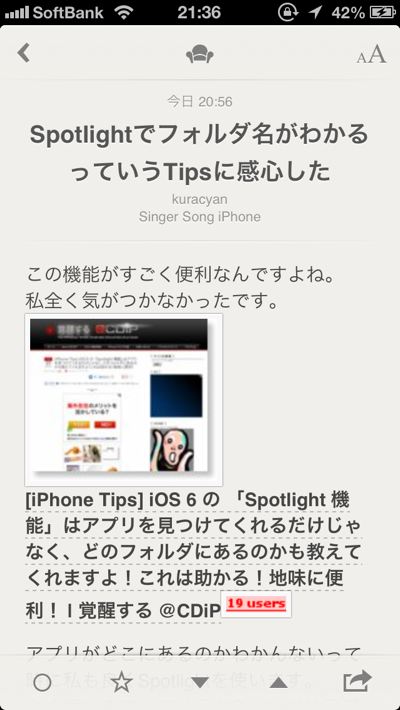 SoftBank 21:36 42%
AA
今日 20:56
Spotlightでフォルダ名がわかる
っていうTipsに感心した
kuracyan
Singer Song iPhone
この機能がすごく便利なんですよね。
私全く気がつかなかったです。
覚醒する @CDiP
[iPhone Tips] iOS 6 の 「Spotlight 機
能」はアプリを見つけてくれるだけじゃ
なく、どのフォルダにあるのかも教えて
くれますよ！これは助かる！地味に便
利！ | 覚醒する @CDiP 19 users
アプリがどこにあるのかわかんないって